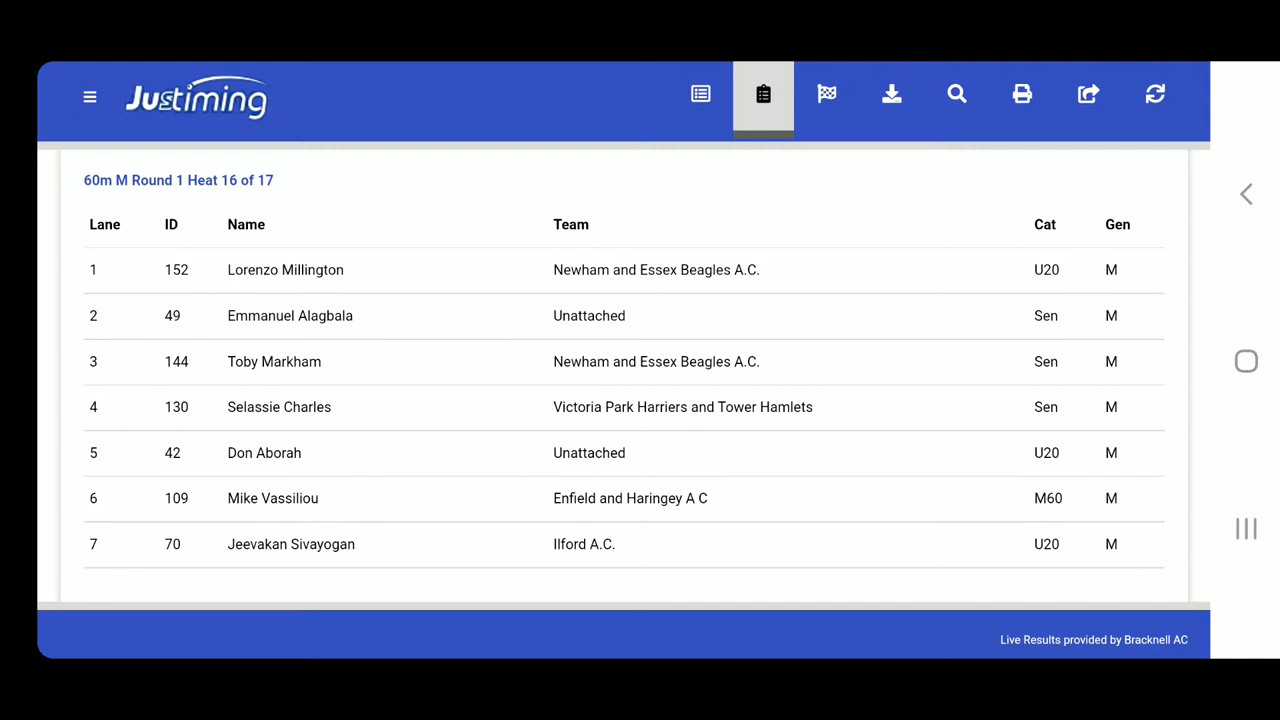 Justiming
60m M Round 1 Heat 16 of 17
Lane ID Name Team Cat Gen
1 152 Lorenzo Millington Newham and Essex Beagles A.C. U20 M
2 49 Emmanuel Alagbala Unattached Sen M
3 144 Toby Markham Newham and Essex Beagles A.C. Sen M
4 130 Selassie Charles Victoria Park Harriers and Tower Hamlets Sen M
5 42 Don Aborah Unattached U20 M
6 109 Mike Vassiliou Enfield and Haringey A C M60 M
7 70 Jeevakan Sivayogan Ilford A.C. U20 M
Live Results provided by Bracknell AC